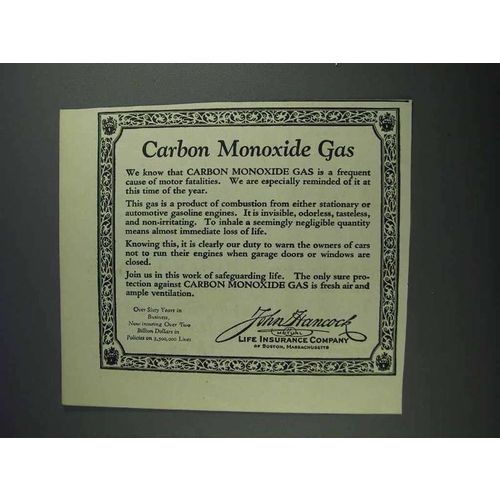 Carbon Monoxide Gas
We know that CARBON MONOXIDE GAS is a frequent
cause of motor fatalities. We are especially reminded of it at
this time of the year.
This gas is a product of combustion from either stationary or
automotive gasoline engines. It is invisible, odorless, tasteless,
and non-irritating. To inhale a seemingly negligible quantity
means almost immediate loss of life.
Knowing this, it is clearly our duty to warn the owners of cars
not to run their engines when garage doors or windows are
closed.
Join us in this work of safeguarding life. The only sure pro-
tection against CARBON MONOXIDE GAS is fresh air and
ample ventilation.
Over Sixty Years in
Business,
Now insuring Over Two
Billion Dollars in
Policies on 3,500,000 Lives
John Hancock
MUTUAL
LIFE INSURANCE COMPANY
OF BOSTON, MASSACHUSETTS